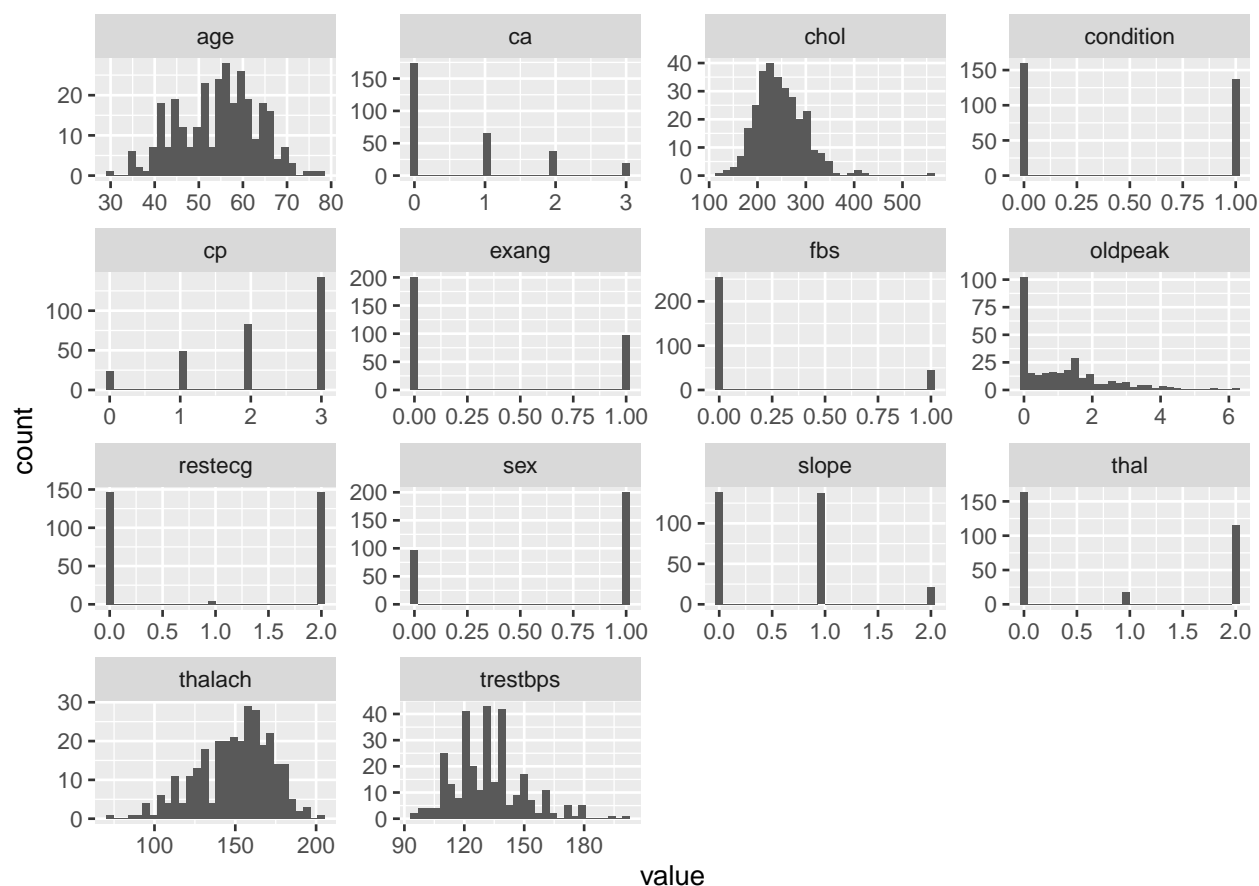 age ca chol condition
0 10 20
30 40 50 60 70 80
0 50 100 150
0 1 2 3
0 10 20 30 40
100 200 300 400 500
0 50 100 150
0.00 0.25 0.50 0.75 1.00
cp exang fbs oldpeak
0 50 100
0 1 2 3
0 50 100 150 200
0.00 0.25 0.50 0.75 1.00
0 100 200
0.00 0.25 0.50 0.75 1.00
0 25 50 75 100
0 2 4 6
restecg sex slope thal
0 50 100 150
0.0 0.5 1.0 1.5 2.0
0 50 100 150 200
0.00 0.25 0.50 0.75 1.00
0 50 100
0.0 0.5 1.0 1.5 2.0
0 50 100 150
0.0 0.5 1.0 1.5 2.0
thalach trestbps
0 10 20 30
100 150 200
0 10 20 30 40
90 120 150 180
count
value